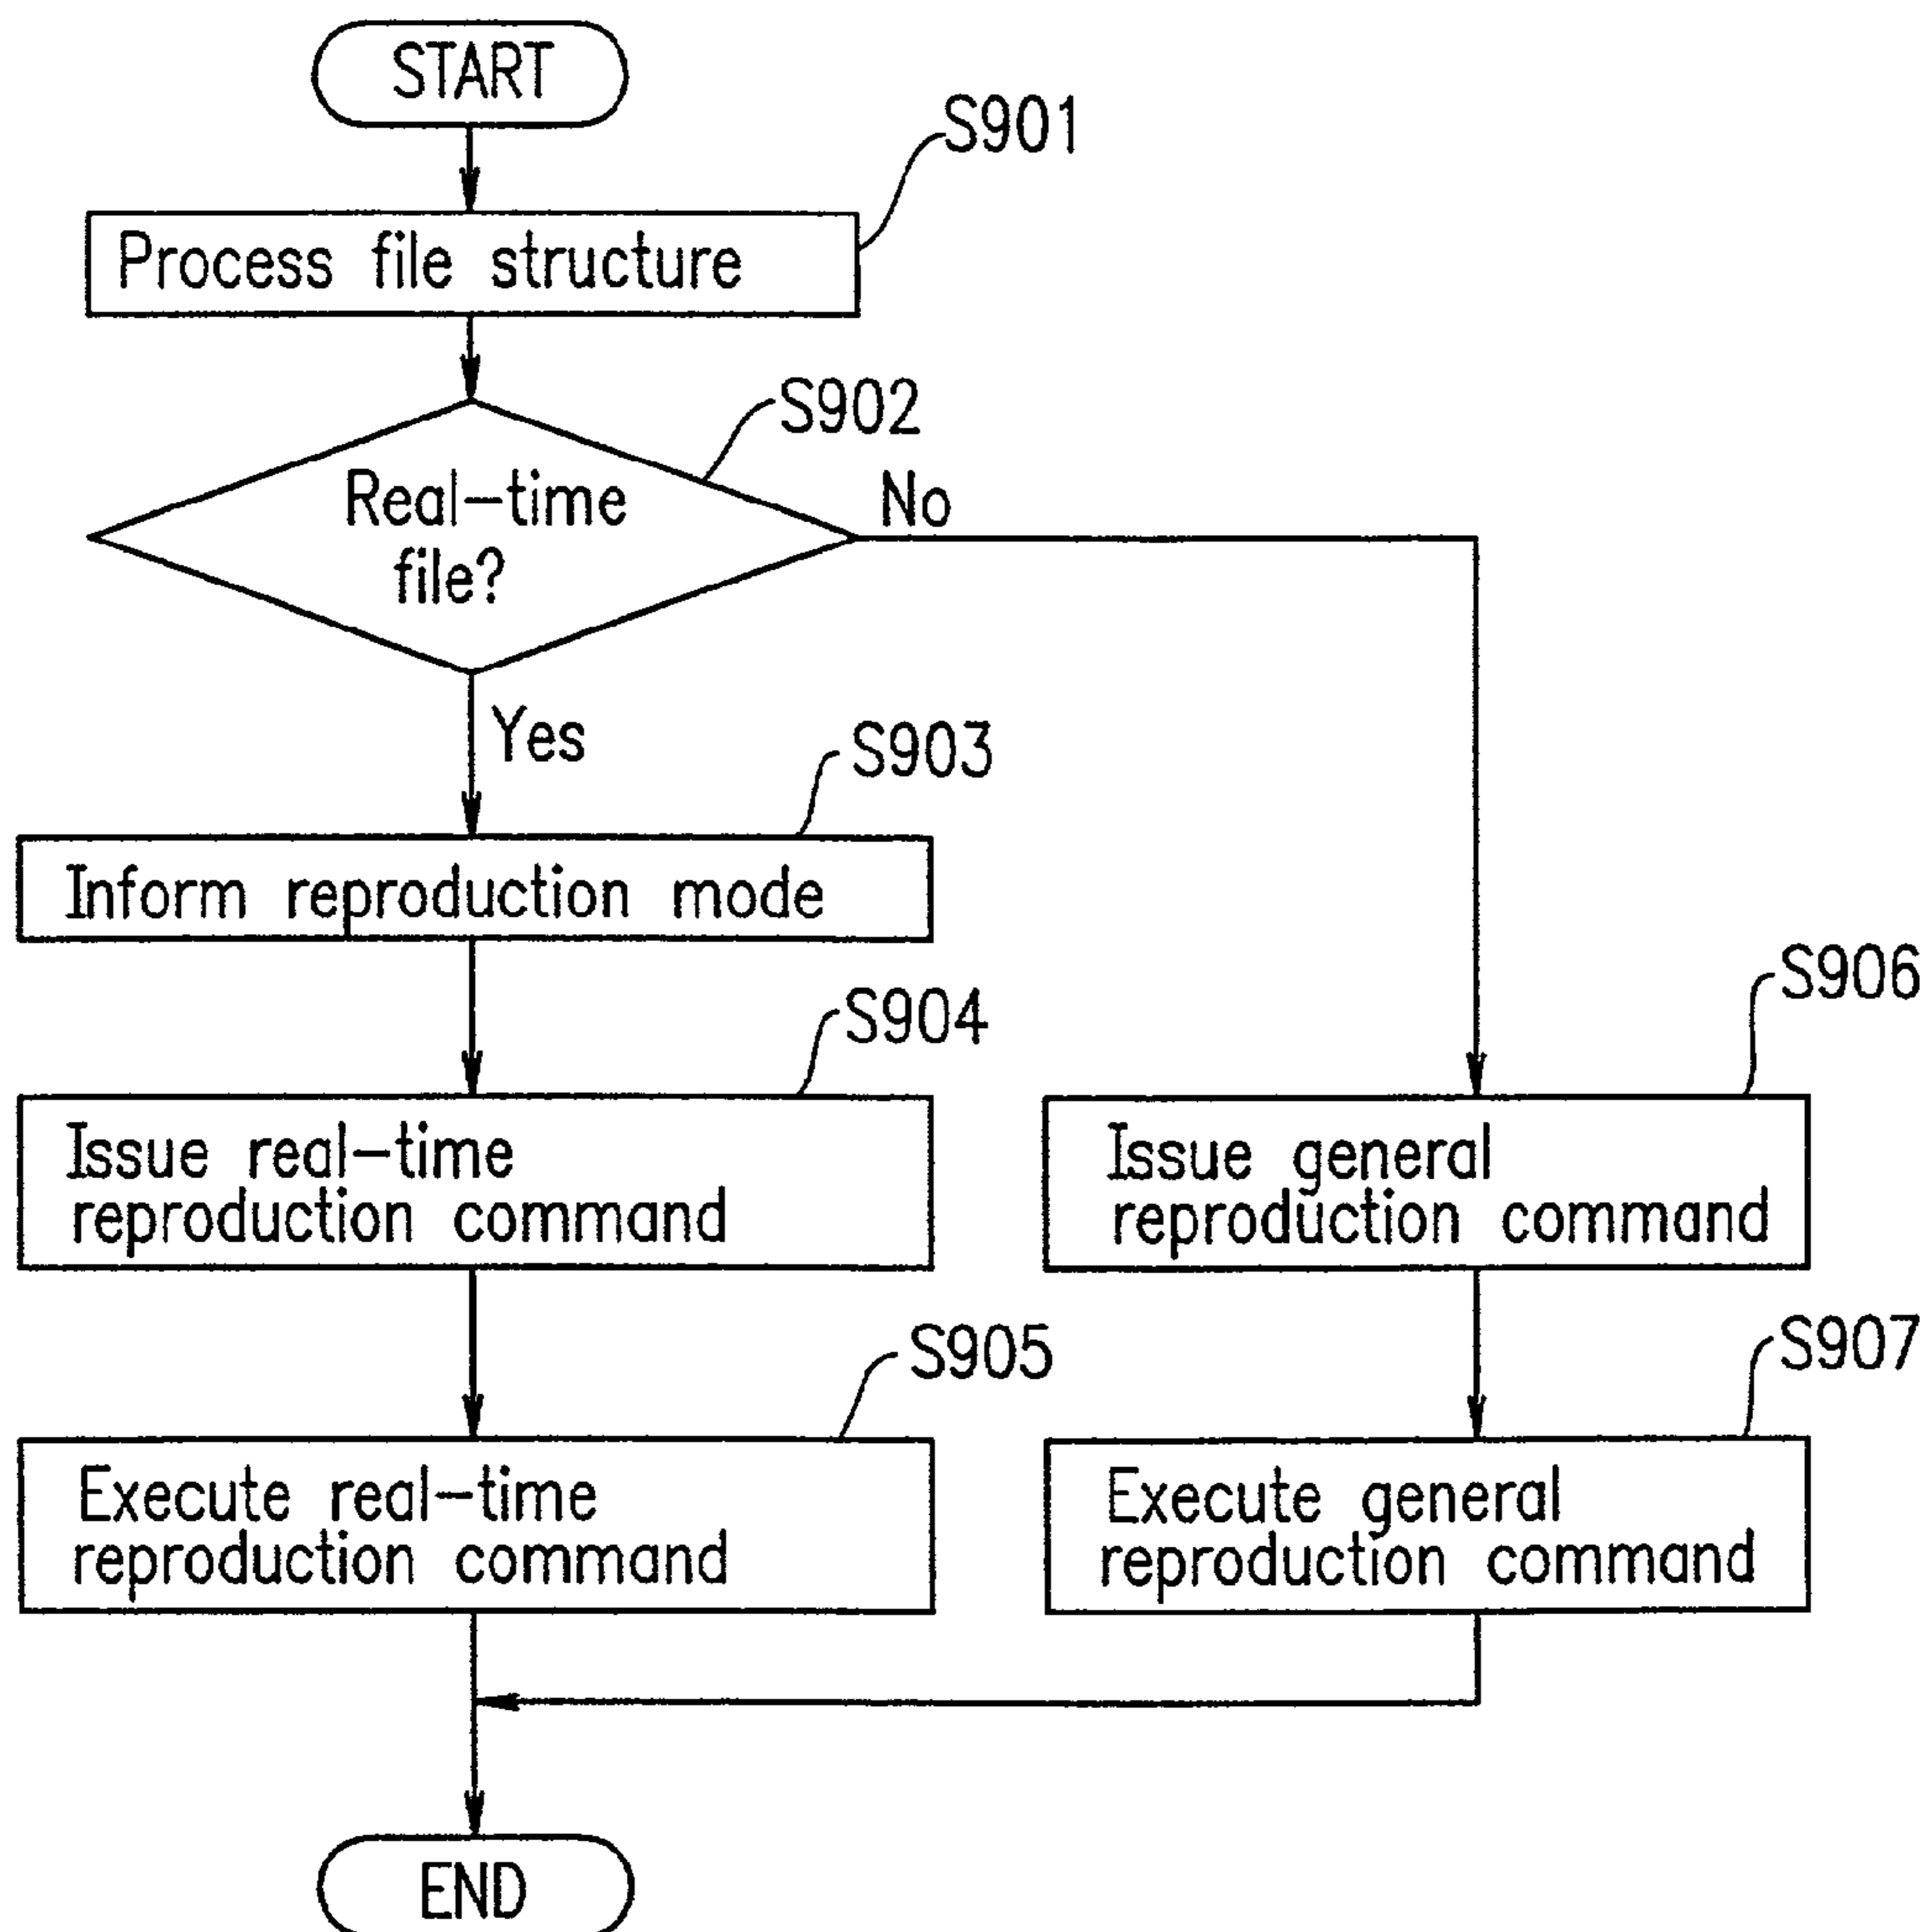 START
S901
Process file structure
S902
Real-time
file?
No
Yes
S903
Inform reproduction mode
S904
Issue real-time
reproduction command
S906
Issue general
reproduction command
S905
Execute real-time
reproduction command
S907
Execute general
reproduction command
END